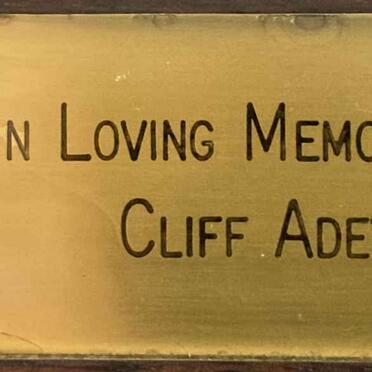 n Loving Memo
Cliff Ade